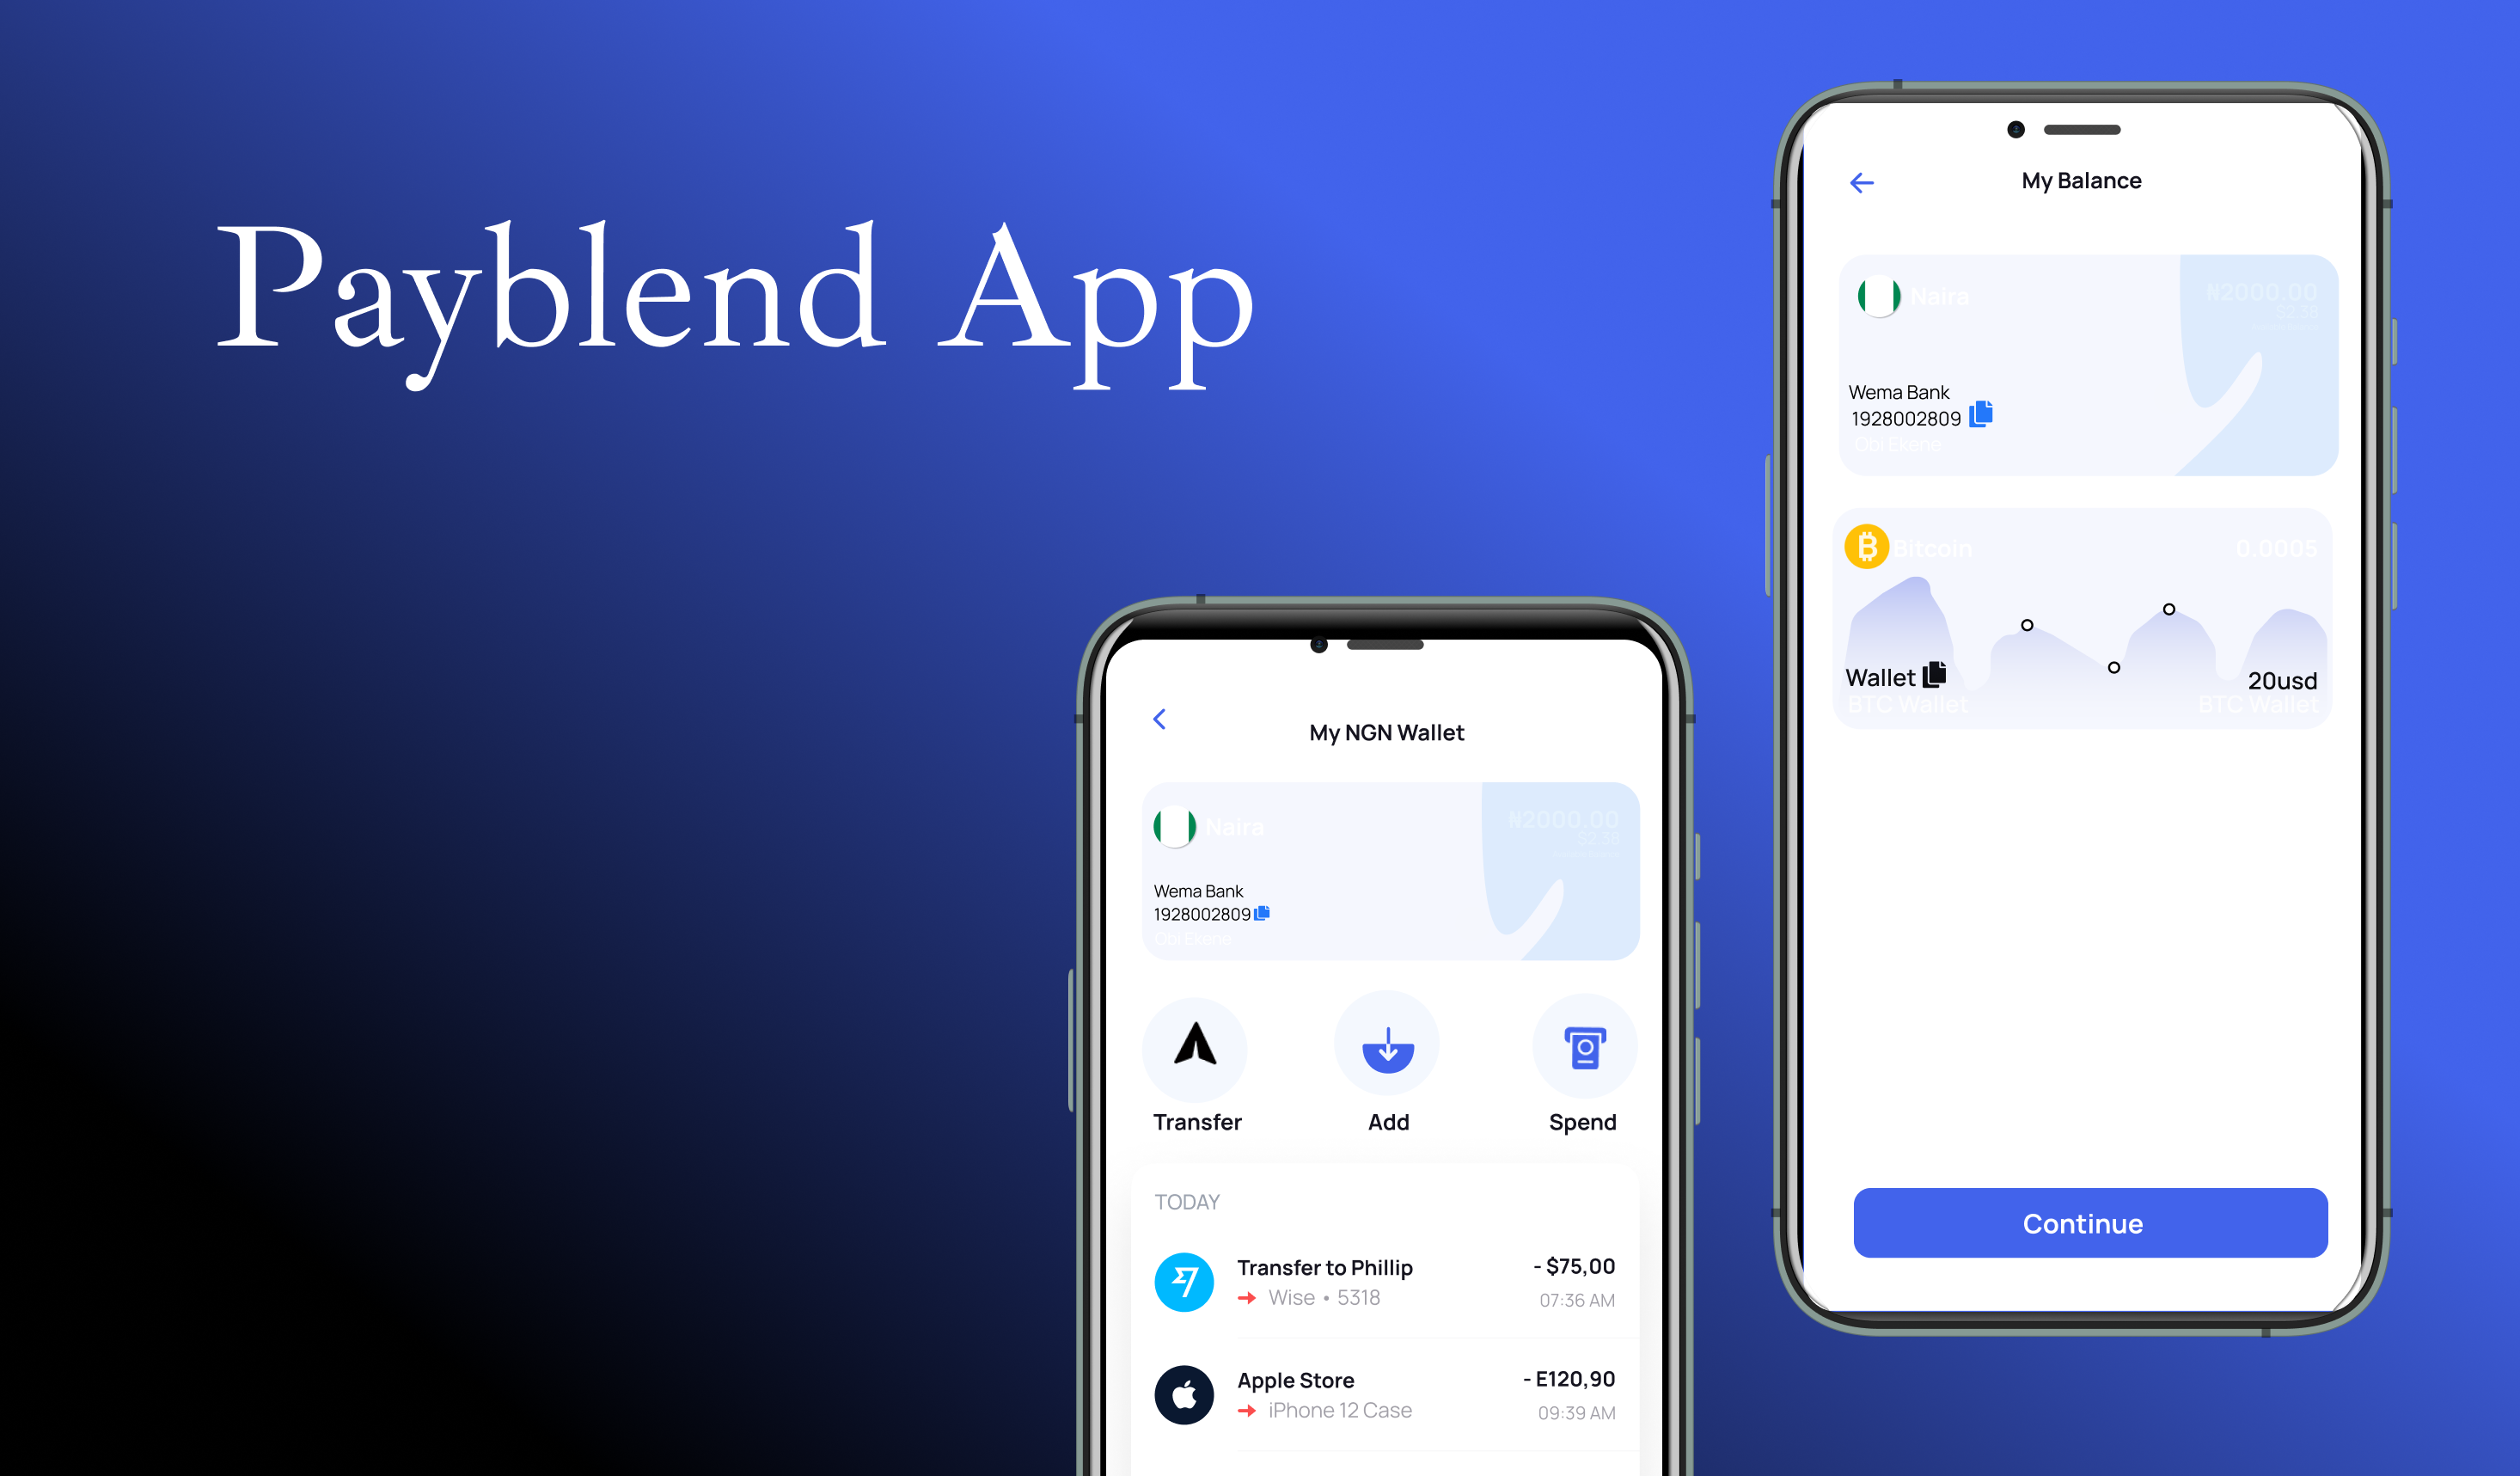 Payblend App
My Balance
Naira
₦2000.00
$2.38
Wema Bank
1928002809
Obi Ekene
Bitcoin
0.0005
Wallet
20usd
BTC Wallet
BTC Wallet
Continue
My NGN Wallet
Naira
₦2000.00
$2.38
Wema Bank
1928002809
Obi Ekene
Transfer
Add
Spend
TODAY
Transfer to Phillip
- $75,00
Wise • 5318
07:36 AM
Apple Store
- E120,90
iPhone 12 Case
09:39 AM